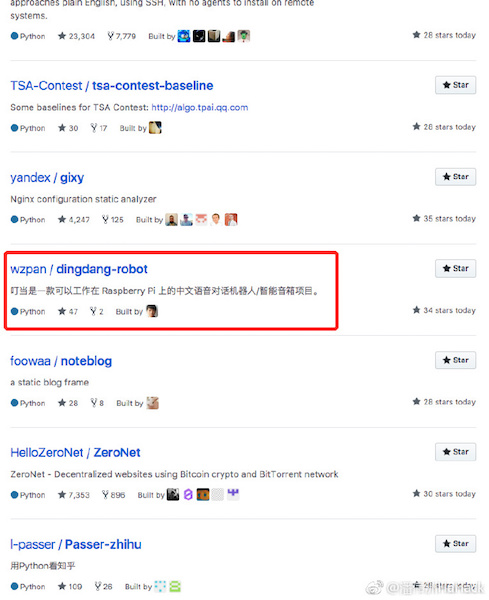 approaches plain English, using SSH, with no agents to install on remote
systems.
Python 23,304 7,779 Built by 28 stars today
TSA-Contest / tsa-contest-baseline Star
Some baselines for TSA Contest: http://algo.tpai.qq.com
Python 30 17 Built by 28 stars today
yandex / gixy Star
Nginx configuration static analyzer
Python 4,247 125 Built by 35 stars today
wzpan / dingdang-robot Star
叮当是一款可以工作在 Raspberry Pi 上的中文语音对话机器人/智能音箱项目。
Python 47 2 Built by 34 stars today
foowaa / noteblog Star
a static blog frame
Python 28 8 Built by 28 stars today
HelloZeroNet / ZeroNet Star
ZeroNet - Decentralized websites using Bitcoin crypto and BitTorrent network
Python 7,353 896 Built by 30 stars today
l-passer / Passer-zhihu Star
用Python看知乎
Python 109 26 Built by stars today